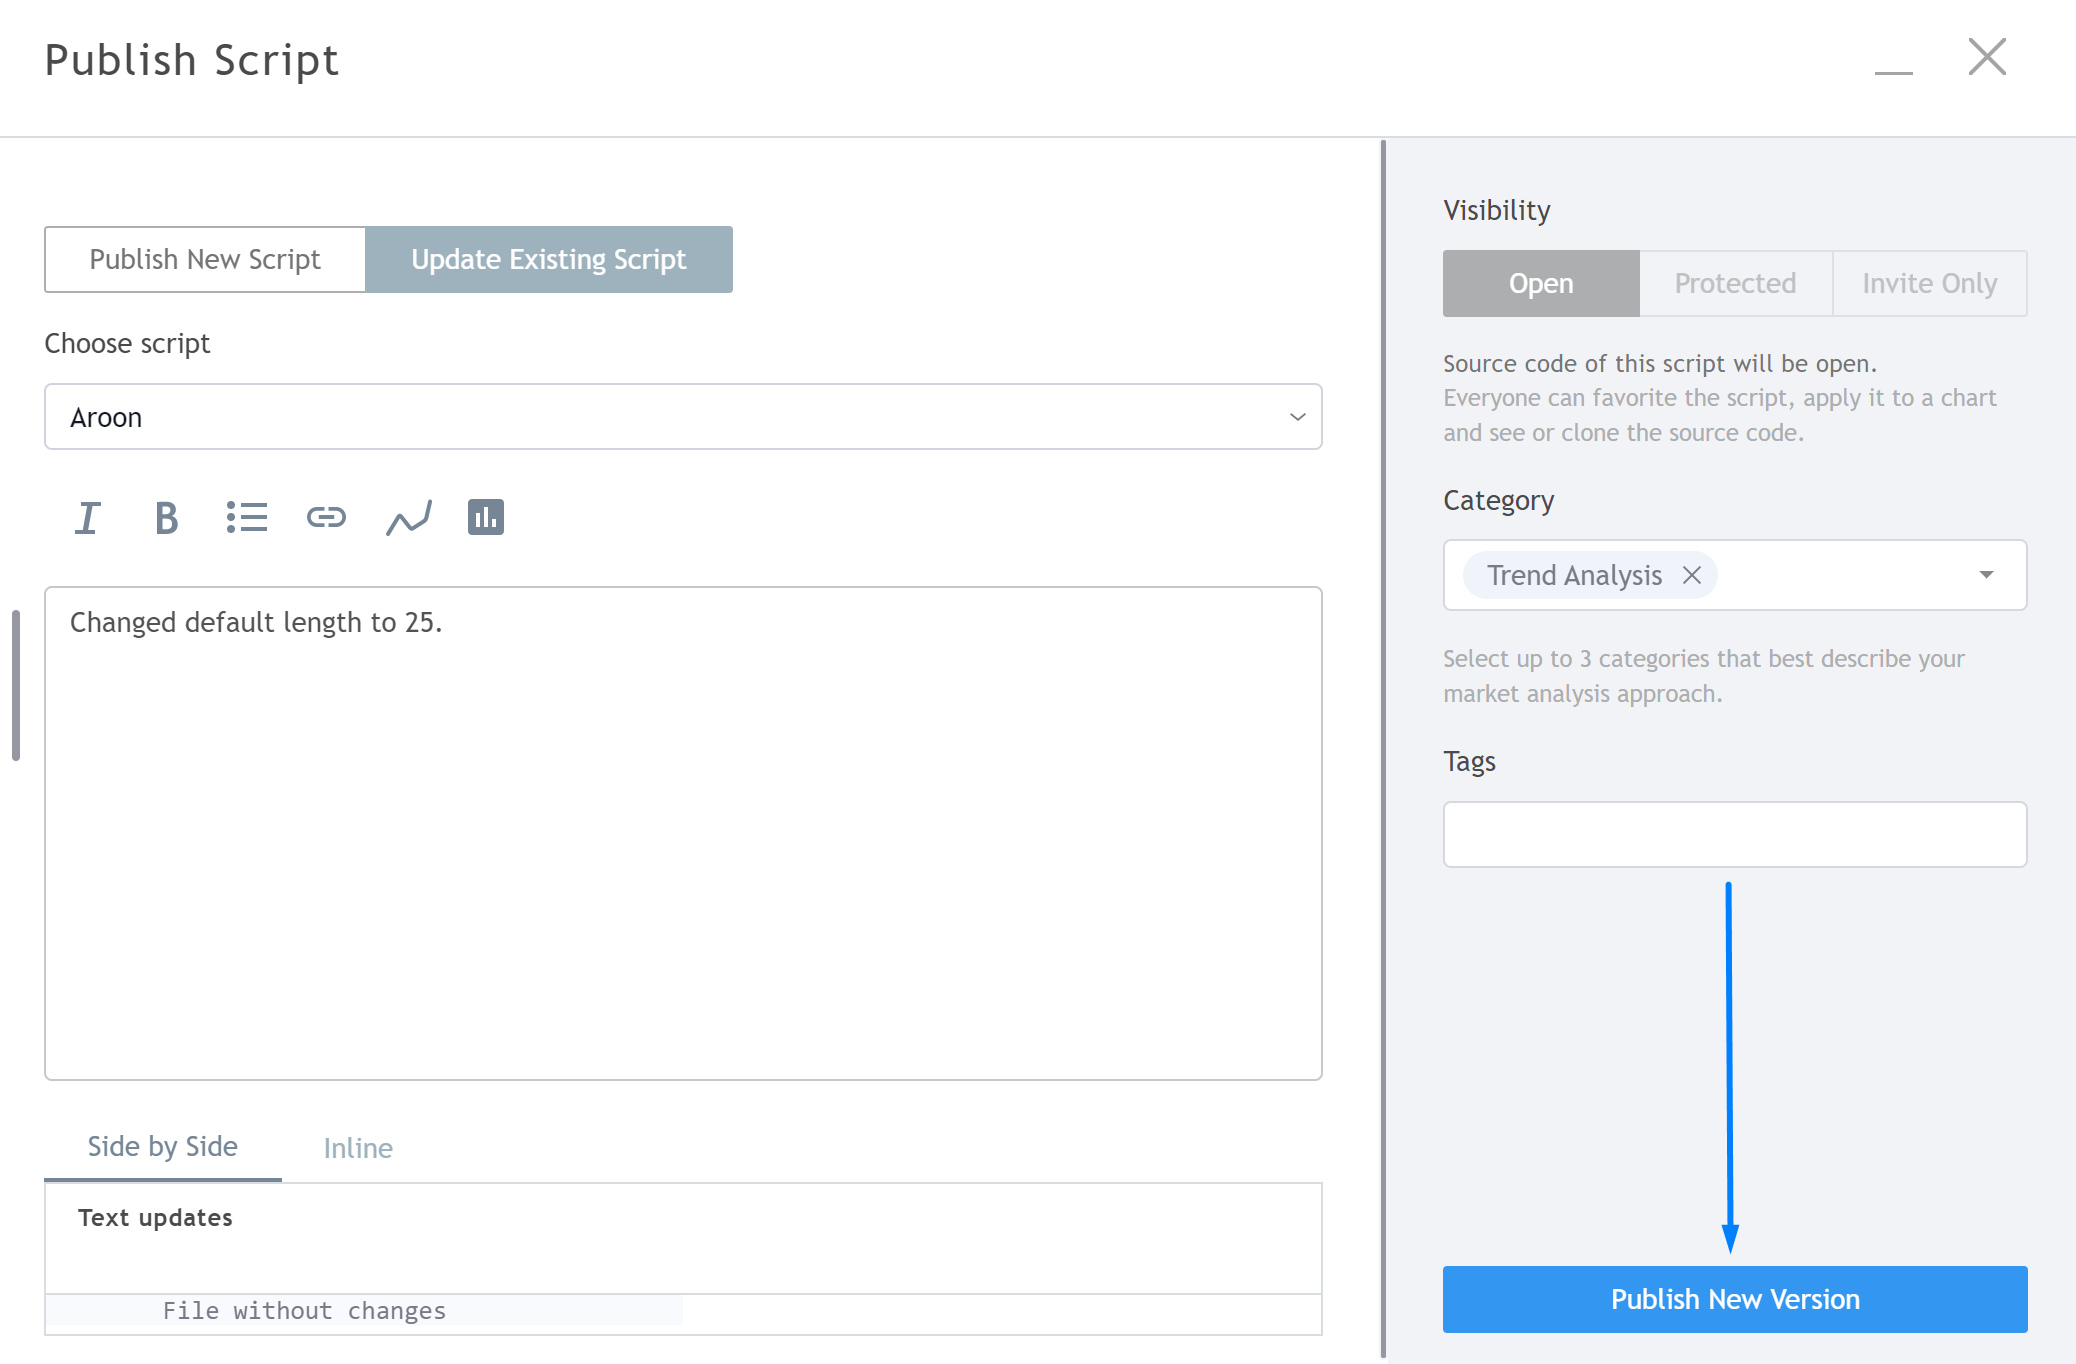 Publish Script
Publish New Script
Update Existing Script
Choose script
Aroon
I B
Changed default length to 25.
Side by Side
Inline
Text updates
File without changes
Visibility
Open
Protected
Invite Only
Source code of this script will be open.
Everyone can favorite the script, apply it to a chart
and see or clone the source code.
Category
Trend Analysis
Select up to 3 categories that best describe your
market analysis approach.
Tags
Publish New Version